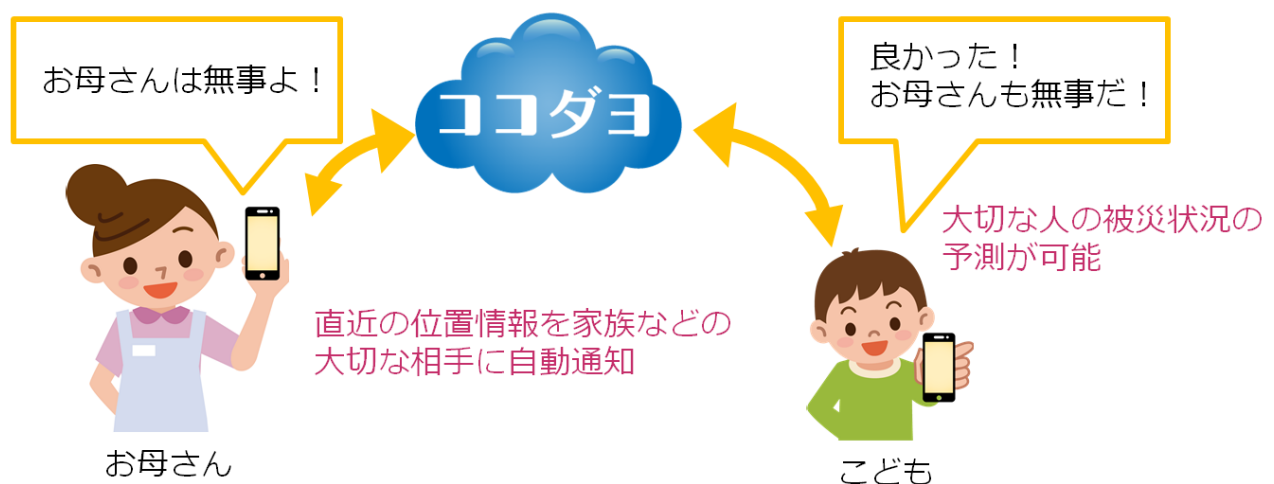 お母さんは無事よ！
ココダヨ
良かった！
お母さんも無事だ！
大切な人の被災状況の
予測が可能
直近の位置情報を家族などの
大切な相手に自動通知
お母さん
こども